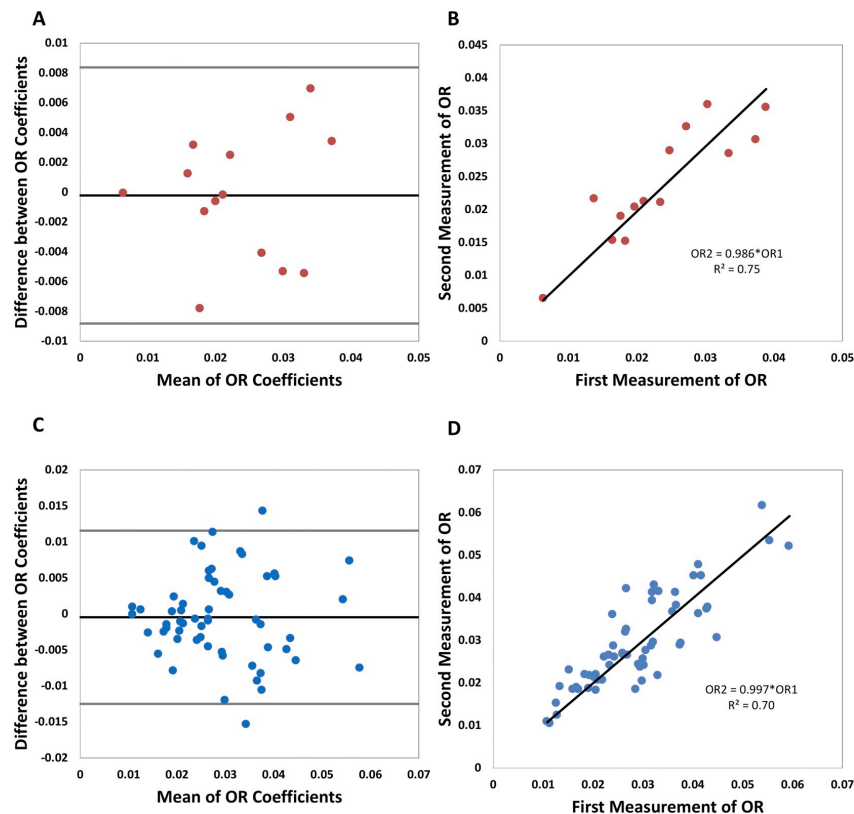 A
Difference between OR Coefficients
0.01
0.008
0.006
0.004
0.002
0
-0.002
-0.004
-0.006
-0.008
-0.01
0 0.01 0.02 0.03 0.04 0.05
Mean of OR Coefficients
B
Second Measurement of OR
0.045
0.04
0.035
0.03
0.025
0.02
0.015
0.01
0.005
0
OR2 = 0.986*OR1
R² = 0.75
0 0.01 0.02 0.03 0.04 0.05
First Measurement of OR
C
Difference between OR Coefficients
0.02
0.015
0.01
0.005
0
-0.005
-0.01
-0.015
-0.02
0 0.01 0.02 0.03 0.04 0.05 0.06 0.07
Mean of OR Coefficients
D
Second Measurement of OR
0.07
0.06
0.05
0.04
0.03
0.02
0.01
0
OR2 = 0.997*OR1
R² = 0.70
0 0.01 0.02 0.03 0.04 0.05 0.06 0.07
First Measurement of OR